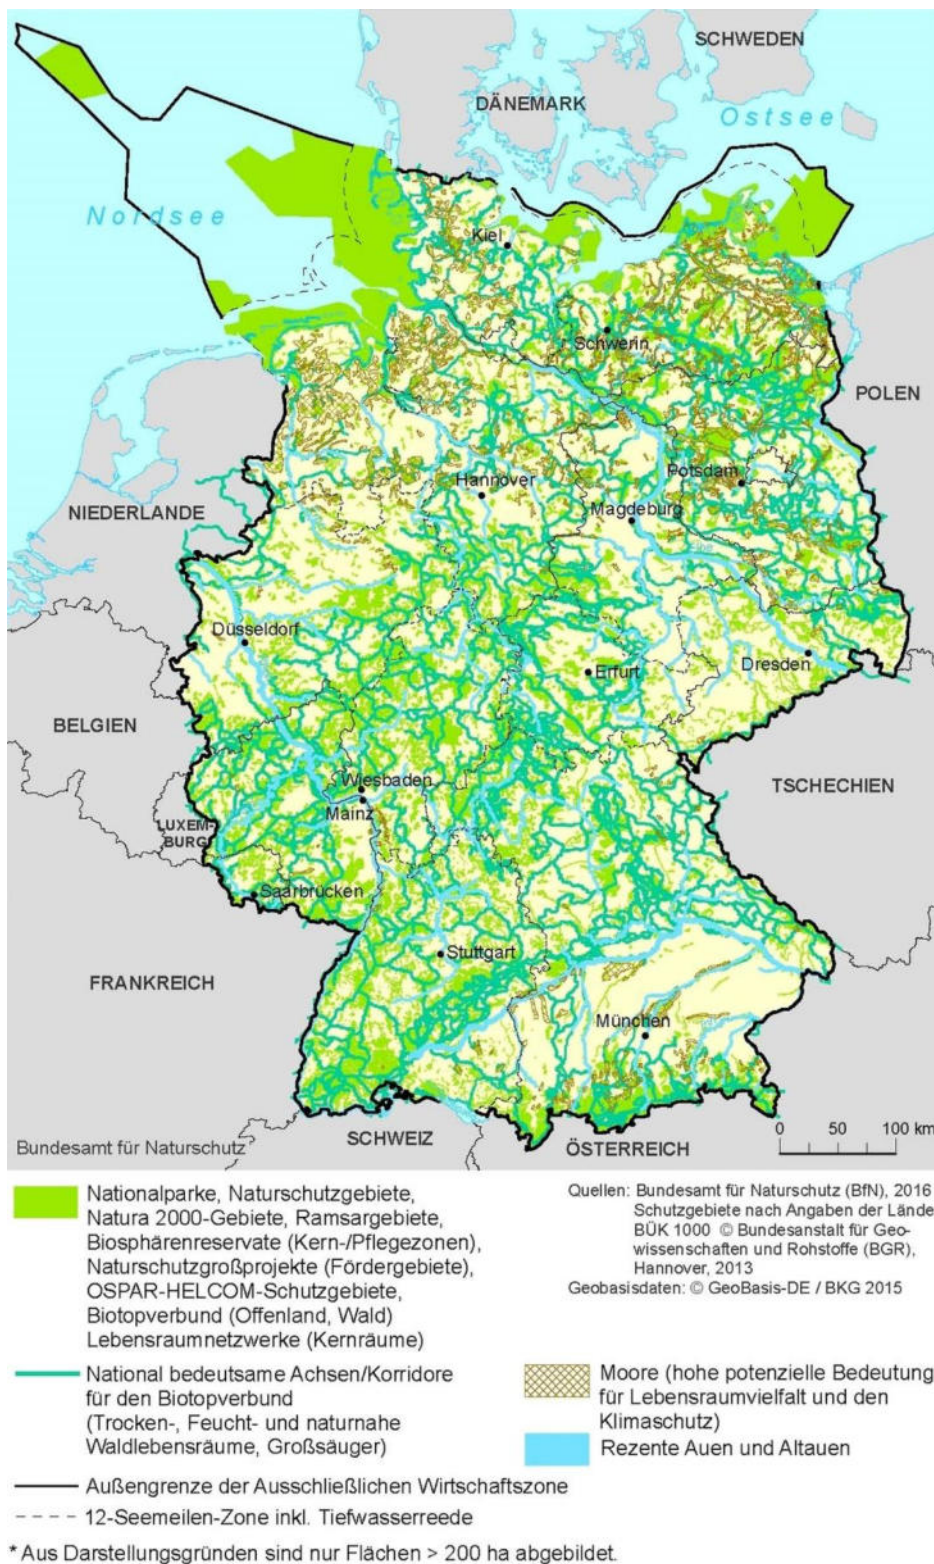 SCHWEDEN
DÄNEMARK
Ostsee
Nordsee
Kiel
Schwerin
POLEN
Potsdam
Hannover
NIEDERLANDE
Magdeburg
Düsseldorf
Erfurt
Dresden
BELGIEN
Wiesbaden
TSCHECHIEN
Mainz
LUXEM-
BURG
Saarbrücken
Stuttgart
FRANKREICH
München
SCHWEIZ
ÖSTERREICH
0 50 100 km
Bundesamt für Naturschutz
Nationalparke, Naturschutzgebiete,
Natura 2000-Gebiete, Ramsargebiete,
Biosphärenreservate (Kern-/Pflegezonen),
Naturschutzgroßprojekte (Fördergebiete),
OSPAR-HELCOM-Schutzgebiete,
Biotopverbund (Offenland, Wald)
Lebensraumnetzwerke (Kernräume)
Quellen: Bundesamt für Naturschutz (BfN), 2016
Schutzgebiete nach Angaben der Lände
BÜK 1000 © Bundesanstalt für Geo-
wissenschaften und Rohstoffe (BGR),
Hannover, 2013
Geobasisdaten: © GeoBasis-DE / BKG 2015
National bedeutsame Achsen/Korridore
für den Biotopverbund
(Trocken-, Feucht- und naturnahe
Waldlebensräume, Großsäuger)
Moore (hohe potenzielle Bedeutung
für Lebensraumvielfalt und den
Klimaschutz)
Rezente Auen und Altauen
Außengrenze der Ausschließlichen Wirtschaftszone
12-Seemeilen-Zone inkl. Tiefwasserreede
* Aus Darstellungsgründen sind nur Flächen > 200 ha abgebildet.